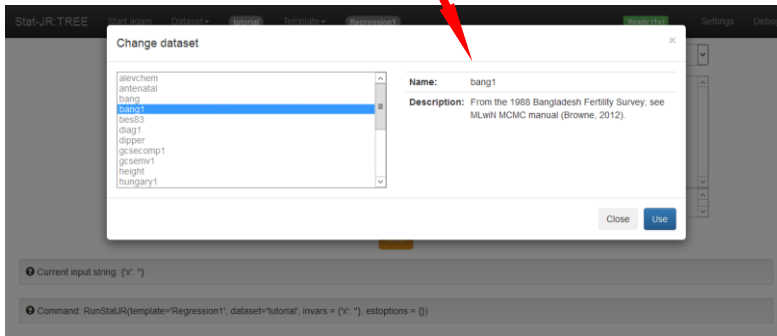 Stat-JR:TREE Start again Dataset tutorial Template Regression1 Ready (1s) Settings Debug
Change dataset ×
alevchem
antenatal
bang
bang1
bes83
diag1
dipper
gcsecomp1
gcsemv1
height
hungary1
Name: bang1
Description: From the 1988 Bangladesh Fertility Survey, see
MLwiN MCMC manual (Browne, 2012).
Close Use
Current input string: {'x': ''}
Command: RunStatJR(template='Regression1', dataset='tutorial', invars = {'x': ''}, estoptions = {})